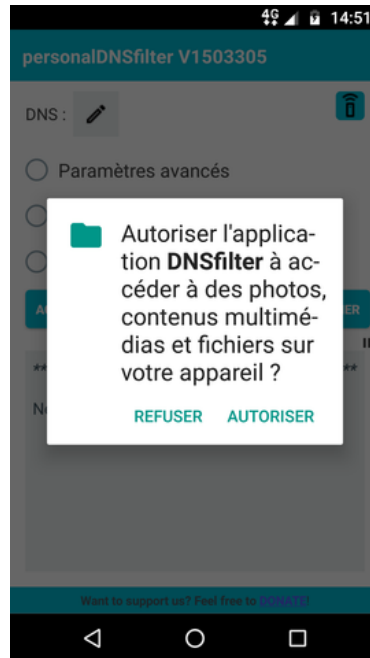 4G 14:51
personalDNSfilter V1503305
DNS :
Paramètres avancés
Autoriser l'applica-
tion DNSfilter à ac-
céder à des photos,
contenus multimé-
dias et fichiers sur
votre appareil ?
REFUSER AUTORISER
Want to support us? Feel free to DONATE!